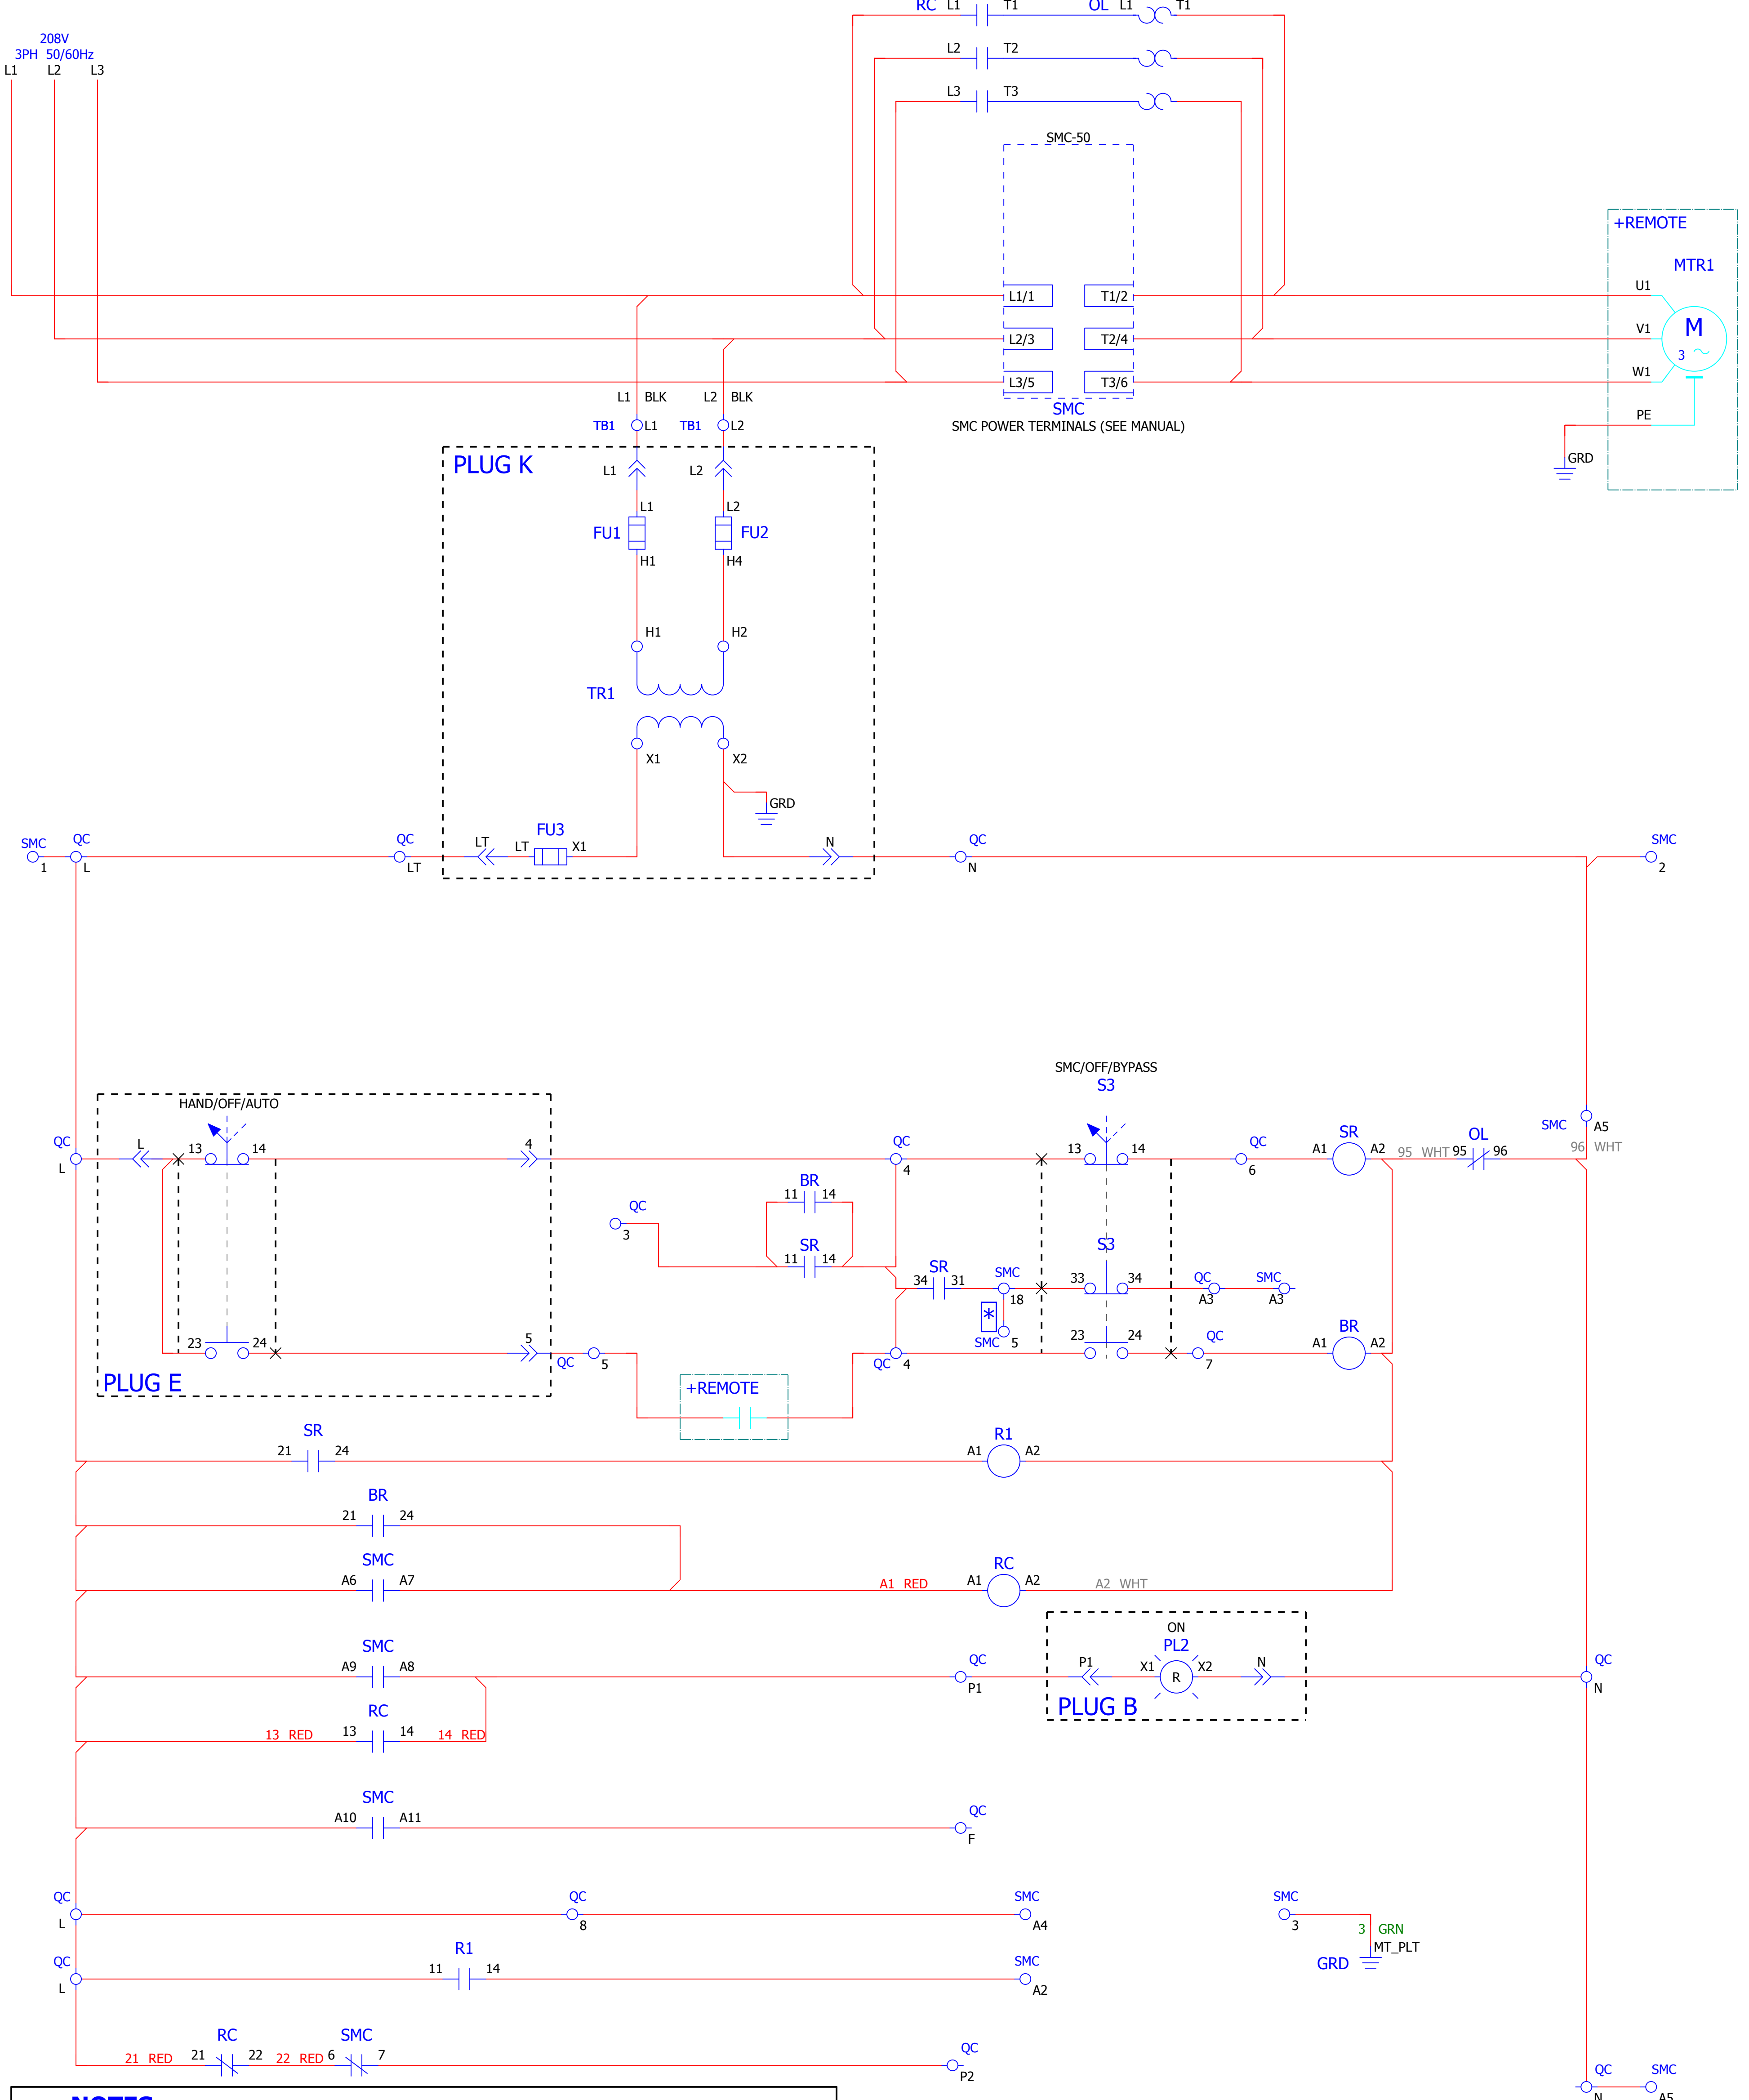 RC L1 T1 OL L1 T1
208V
3PH 50/60Hz
L1 L2 L3
L2 T2
L3 T3
SMC-50
+REMOTE
MTR1
L1/1 T1/2 U1
M
3
L2/3 T2/4 V1
L3/5 T3/6 W1
L1 BLK L2 BLK
SMC
SMC POWER TERMINALS (SEE MANUAL)
PE
GRD
TB1 L1 TB1 L2
PLUG K
L1 L2
L1 L2
FU1 FU2
H1 H4
H1 H2
TR1
X1 X2
GRD
SMC QC QC FU3 QC SMC
LT LT X1 N
1 L LT N 2
SMC/OFF/BYPASS
S3
HAND/OFF/AUTO
SMC A5
QC L 13 14 4 QC 13 14 QC SR A1 A2 95 WHT 95 OL 96 96 WHT
L 4 6
BR
11 14
QC
3
SR
11 14
S3
SR
34 31 SMC 33 34 QC SMC
18 A3 A3
*
SMC 5
23 24 5 23 24 QC BR A1 A2
QC 5 QC 4 7
PLUG E
+REMOTE
SR R1
21 24 A1 A2
BR
21 24
SMC RC
A6 A7 A1 RED A1 A2 A2 WHT
ON
PL2
SMC QC P1 X1 R X2 N QC
A9 A8 P1 N
PLUG B
RC
13 RED 13 14 14 RED
SMC
A10 A11 QC
F
QC QC SMC SMC
L 8 A4 3
3 GRN
MT_PLT
GRD
QC R1 SMC
L 11 14 A2
RC SMC QC
21 RED 21 22 22 RED 6 7 P2
QC SMC
N A5
NOTES